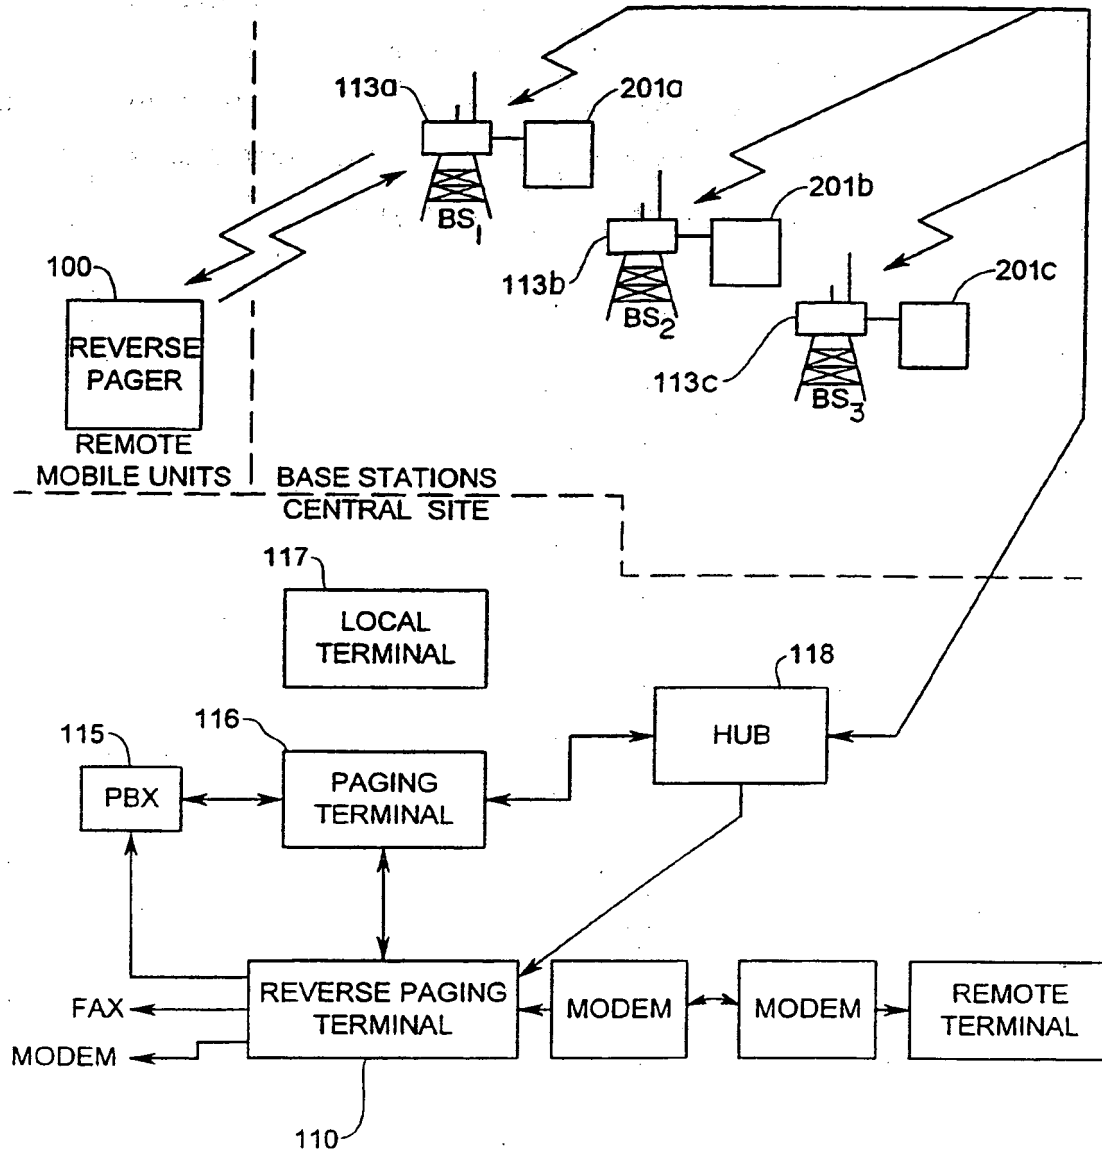 113a
201a
BS1
201b
113b
BS2
201c
113c
BS3
100
REVERSE
PAGER
REMOTE
MOBILE UNITS
BASE STATIONS
CENTRAL SITE
117
LOCAL
TERMINAL
118
HUB
116
115
PAGING
TERMINAL
PBX
REVERSE PAGING
TERMINAL
MODEM
MODEM
REMOTE
TERMINAL
FAX
MODEM
110